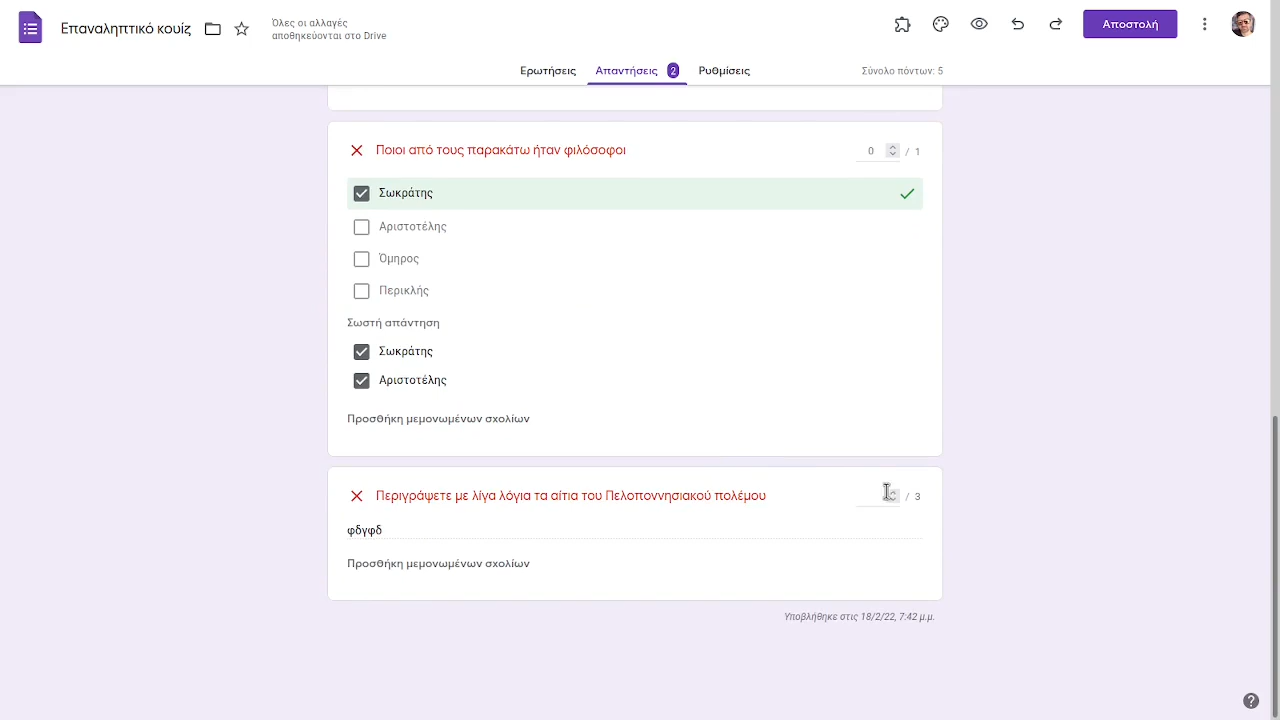 Επαναληπτικό κουίζ
Όλες οι αλλαγές
αποθηκεύονται στο Drive
Αποστολή
Ερωτήσεις
Απαντήσεις 2
Ρυθμίσεις
Σύνολο πόντων: 5
Ποιοι από τους παρακάτω ήταν φιλόσοφοι
0 / 1
Σωκράτης
Αριστοτέλης
Όμηρος
Περικλής
Σωστή απάντηση
Σωκράτης
Αριστοτέλης
Προσθήκη μεμονωμένων σχολίων
Περιγράψετε με λίγα λόγια τα αίτια του Πελοποννησιακού πολέμου
/ 3
φδγφδ
Προσθήκη μεμονωμένων σχολίων
Υποβλήθηκε στις 18/2/22, 7:42 μ.μ.